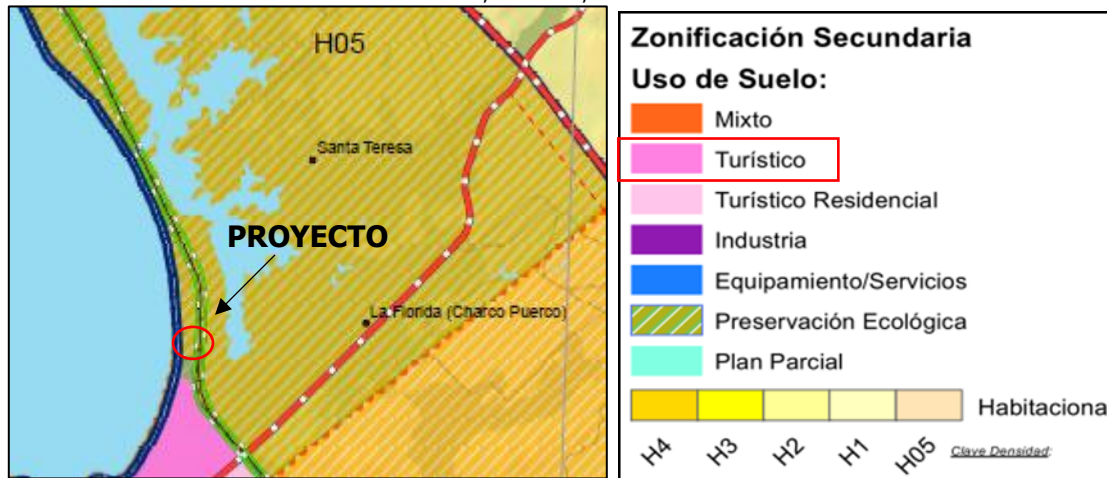 H05
Santa Teresa
PROYECTO
La Florida (Charco Puerco)
Zonificación Secundaria
Uso de Suelo:
Mixto
Turístico
Turístico Residencial
Industria
Equipamiento/Servicios
Preservación Ecológica
Plan Parcial
Habitaciona
H4 H3 H2 H1 H05 Clave Densidad: